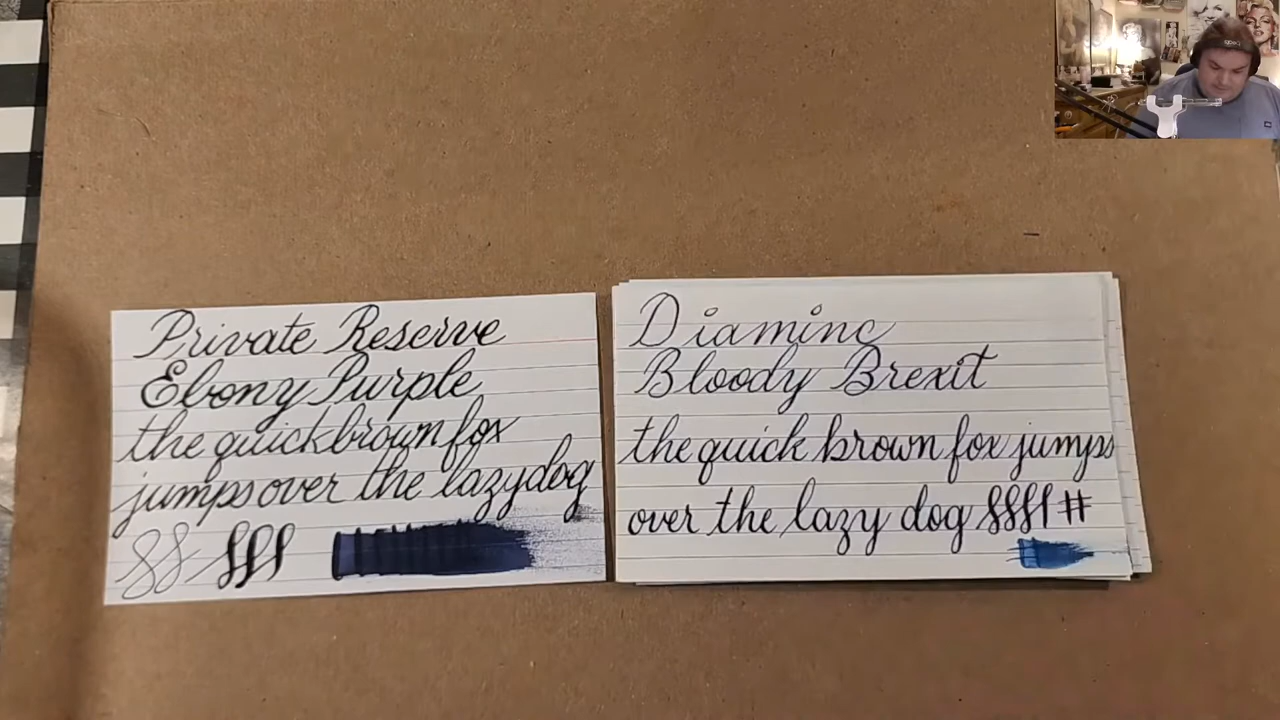 Private Reserve
Ebony Purple
the quick brown fox
jumps over the lazy dog
Diamine
Bloody Brexit
the quick brown fox jumps
over the lazy dog #